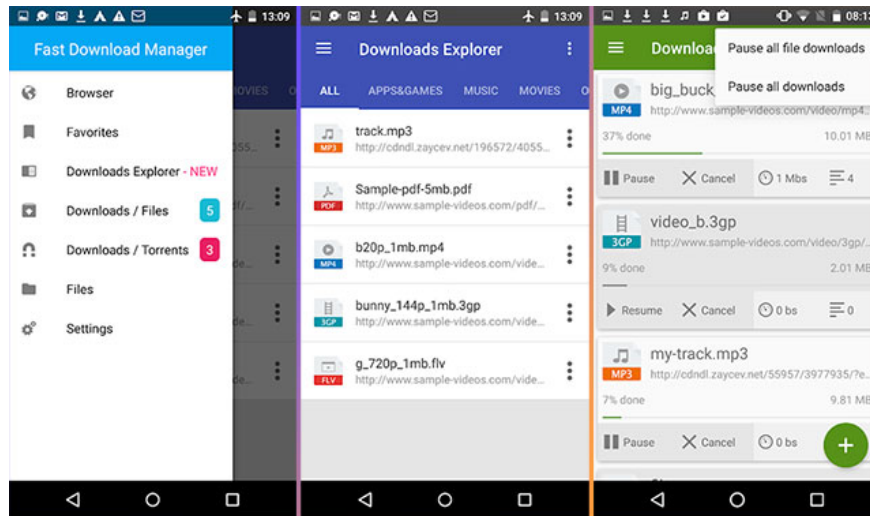 13:09
Fast Download Manager
Browser
Favorites
Downloads Explorer - NEW
Downloads / Files 5
Downloads / Torrents 3
Files
Settings
MOVIES
13:09
Downloads Explorer
ALL APPS&GAMES MUSIC MOVIES
track.mp3
MP3 http://cdndl.zaycev.net/196572/4055...
Sample-pdf-5mb.pdf
PDF http://www.sample-videos.com/pdf/...
b20p_1mb.mp4
MP4 http://www.sample-videos.com/vide...
bunny_144p_1mb.3gp
3GP http://www.sample-videos.com/vide...
g_720p_1mb.flv
FLV http://www.sample-videos.com/vide...
08:13
Downloa
Pause all file downloads
Pause all downloads
big_buck_
MP4 http://www.sample-videos.com/video/mp4..
37% done 10.01 MB
Pause Cancel 1 Mbs 4
video_b.3gp
3GP http://www.sample-videos.com/video/3gp/..
9% done 2.01 MB
Resume Cancel 0 bs 0
my-track.mp3
MP3 http://cdndl.zaycev.net/55957/3977935/?e..
7% done 9.81 MB
Pause Cancel 0 bs